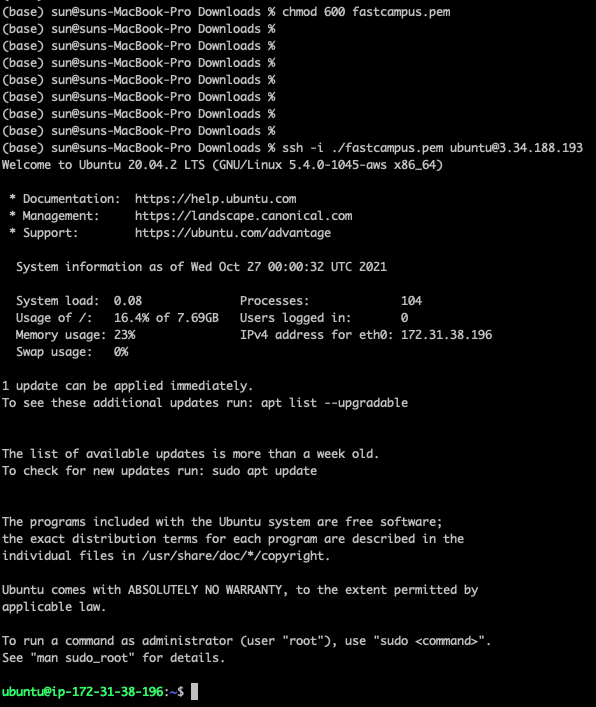 (base) sun@suns-MacBook-Pro Downloads % chmod 600 fastcampus.pem
(base) sun@suns-MacBook-Pro Downloads %
(base) sun@suns-MacBook-Pro Downloads %
(base) sun@suns-MacBook-Pro Downloads %
(base) sun@suns-MacBook-Pro Downloads %
(base) sun@suns-MacBook-Pro Downloads %
(base) sun@suns-MacBook-Pro Downloads %
(base) sun@suns-MacBook-Pro Downloads %
(base) sun@suns-MacBook-Pro Downloads % ssh -i ./fastcampus.pem ubuntu@3.34.188.193
Welcome to Ubuntu 20.04.2 LTS (GNU/Linux 5.4.0-1045-aws x86_64)
* Documentation:  https://help.ubuntu.com
* Management:     https://landscape.canonical.com
* Support:        https://ubuntu.com/advantage
System information as of Wed Oct 27 00:00:32 UTC 2021
System load:  0.08              Processes:             104
Usage of /:   16.4% of 7.69GB   Users logged in:       0
Memory usage: 23%               IPv4 address for eth0: 172.31.38.196
Swap usage:   0%
1 update can be applied immediately.
To see these additional updates run: apt list --upgradable
The list of available updates is more than a week old.
To check for new updates run: sudo apt update
The programs included with the Ubuntu system are free software;
the exact distribution terms for each program are described in the
individual files in /usr/share/doc/*/copyright.
Ubuntu comes with ABSOLUTELY NO WARRANTY, to the extent permitted by
applicable law.
To run a command as administrator (user "root"), use "sudo <command>".
See "man sudo_root" for details.
ubuntu@ip-172-31-38-196:~$